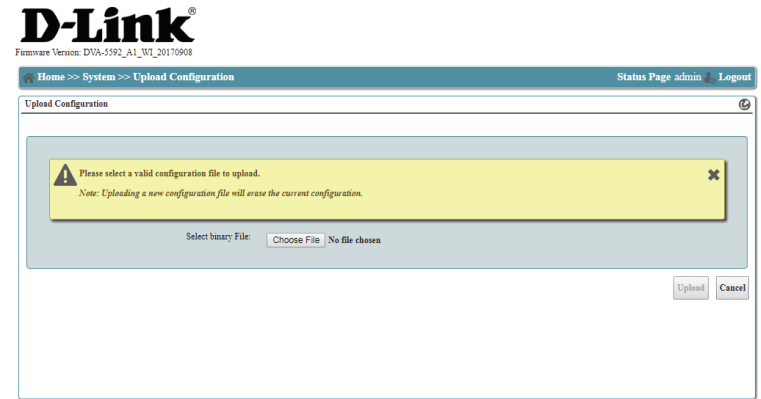 D-Link®
Firmware Version: DVA-5592_A1_WI_20170908
Home >> System >> Upload Configuration Status Page admin Logout
Upload Configuration
Please select a valid configuration file to upload.
Note: Uploading a new configuration file will erase the current configuration.
Select binary File: Choose File No file chosen
Upload Cancel